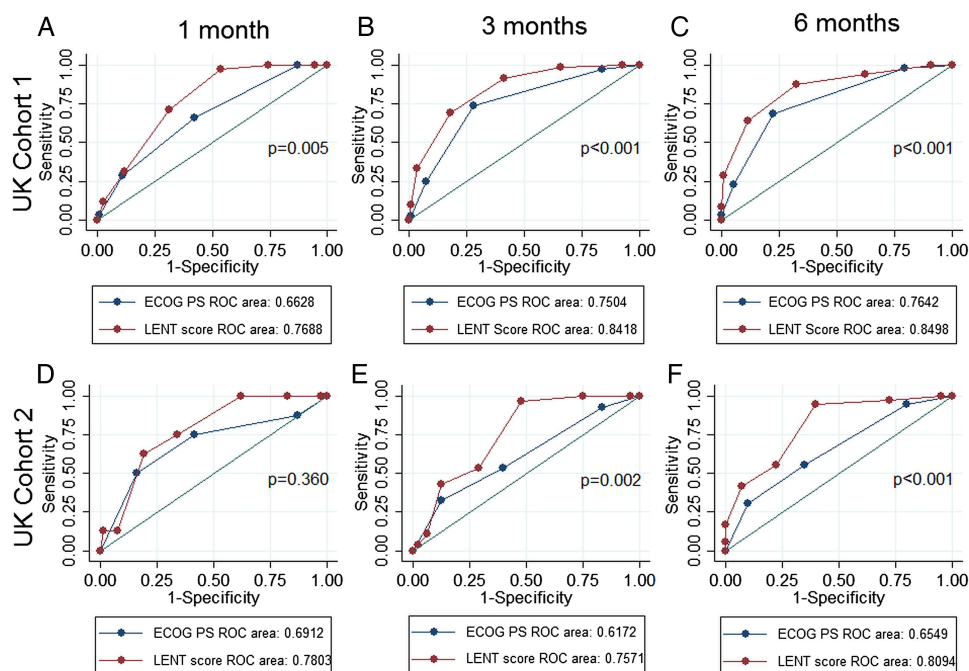 A
1 month
B
3 months
C
6 months
UK Cohort 1
Sensitivity
0.00 0.25 0.50 0.75 1.00
p=0.005
0.00 0.25 0.50 0.75 1.00
1-Specificity
ECOG PS ROC area: 0.6628
LENT score ROC area: 0.7688
Sensitivity
0.00 0.25 0.50 0.75 1.00
p<0.001
0.00 0.25 0.50 0.75 1.00
1-Specificity
ECOG PS ROC area: 0.7504
LENT Score ROC area: 0.8418
Sensitivity
0.00 0.25 0.50 0.75 1.00
p<0.001
0.00 0.25 0.50 0.75 1.00
1-Specificity
ECOG PS ROC area: 0.7642
LENT Score ROC area: 0.8498
UK Cohort 2
D
Sensitivity
0.00 0.25 0.50 0.75 1.00
p=0.360
0.00 0.25 0.50 0.75 1.00
1-Specificity
ECOG PS ROC area: 0.6912
LENT score ROC area: 0.7803
E
Sensitivity
0.00 0.25 0.50 0.75 1.00
p=0.002
0.00 0.25 0.50 0.75 1.00
1-Specificity
ECOG PS ROC area: 0.6172
LENT score ROC area: 0.7571
F
Sensitivity
0.00 0.25 0.50 0.75 1.00
p<0.001
0.00 0.25 0.50 0.75 1.00
1-Specificity
ECOG PS ROC area: 0.6549
LENT score ROC area: 0.8094